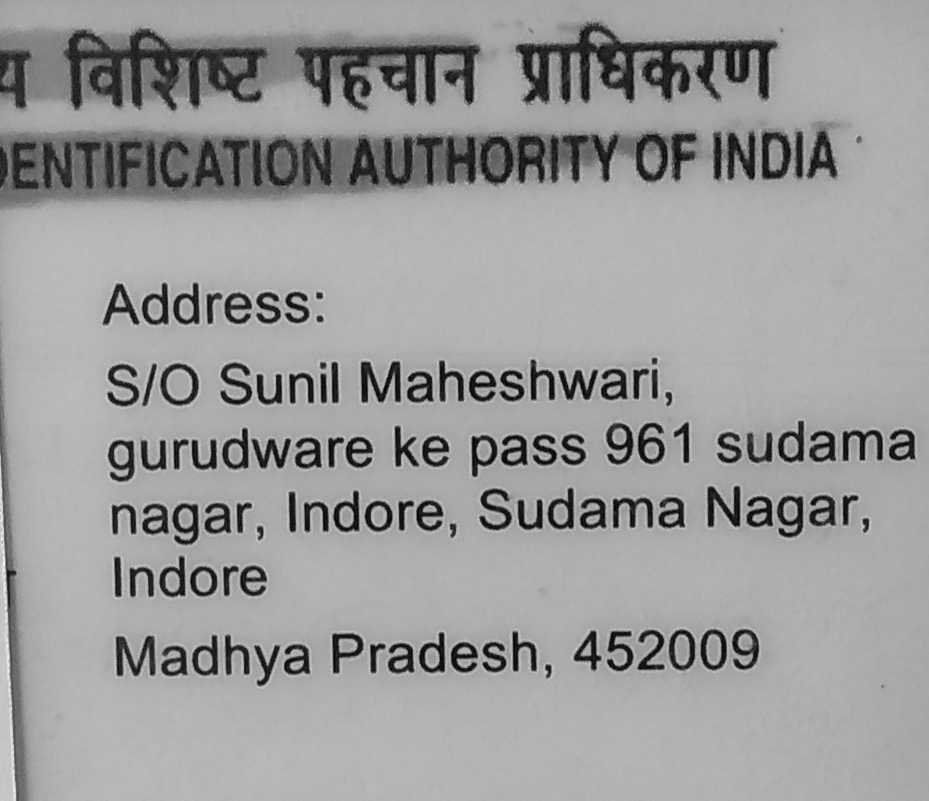 य विशिष्ट पहचान प्राधिकरण
DENTIFICATION AUTHORITY OF INDIA
Address:
S/O Sunil Maheshwari,
gurudware ke pass 961 sudama
nagar, Indore, Sudama Nagar,
Indore
Madhya Pradesh, 452009